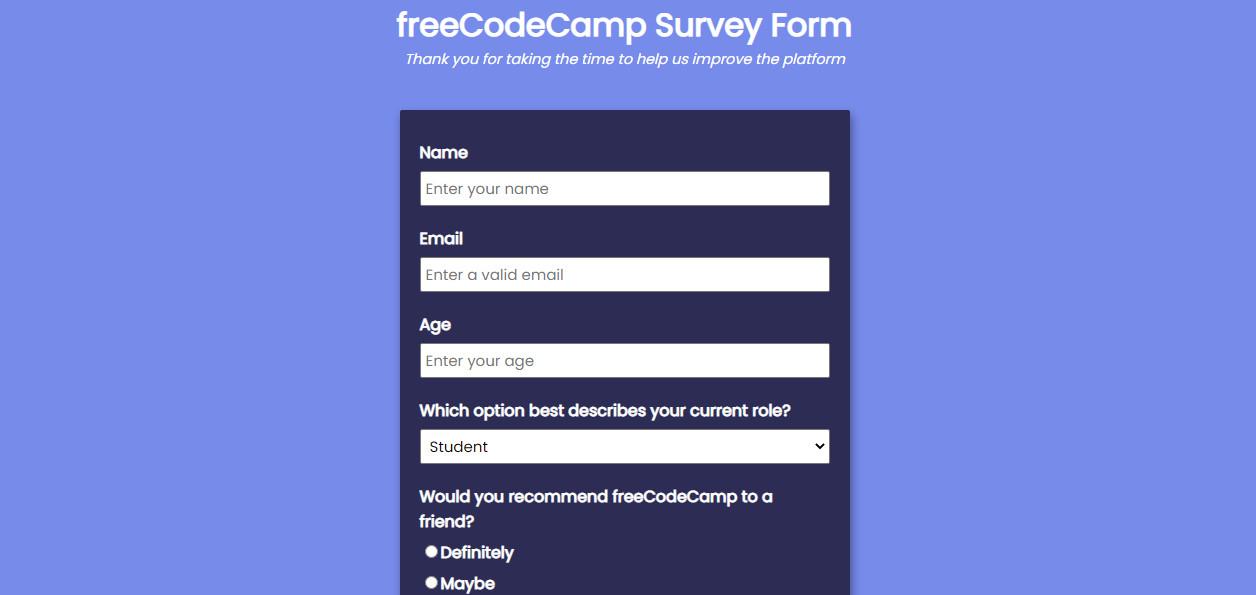 freeCodeCamp Survey Form
Thank you for taking the time to help us improve the platform
Name
Enter your name
Email
Enter a valid email
Age
Enter your age
Which option best describes your current role?
Student
Would you recommend freeCodeCamp to a
friend?
Definitely
Maybe